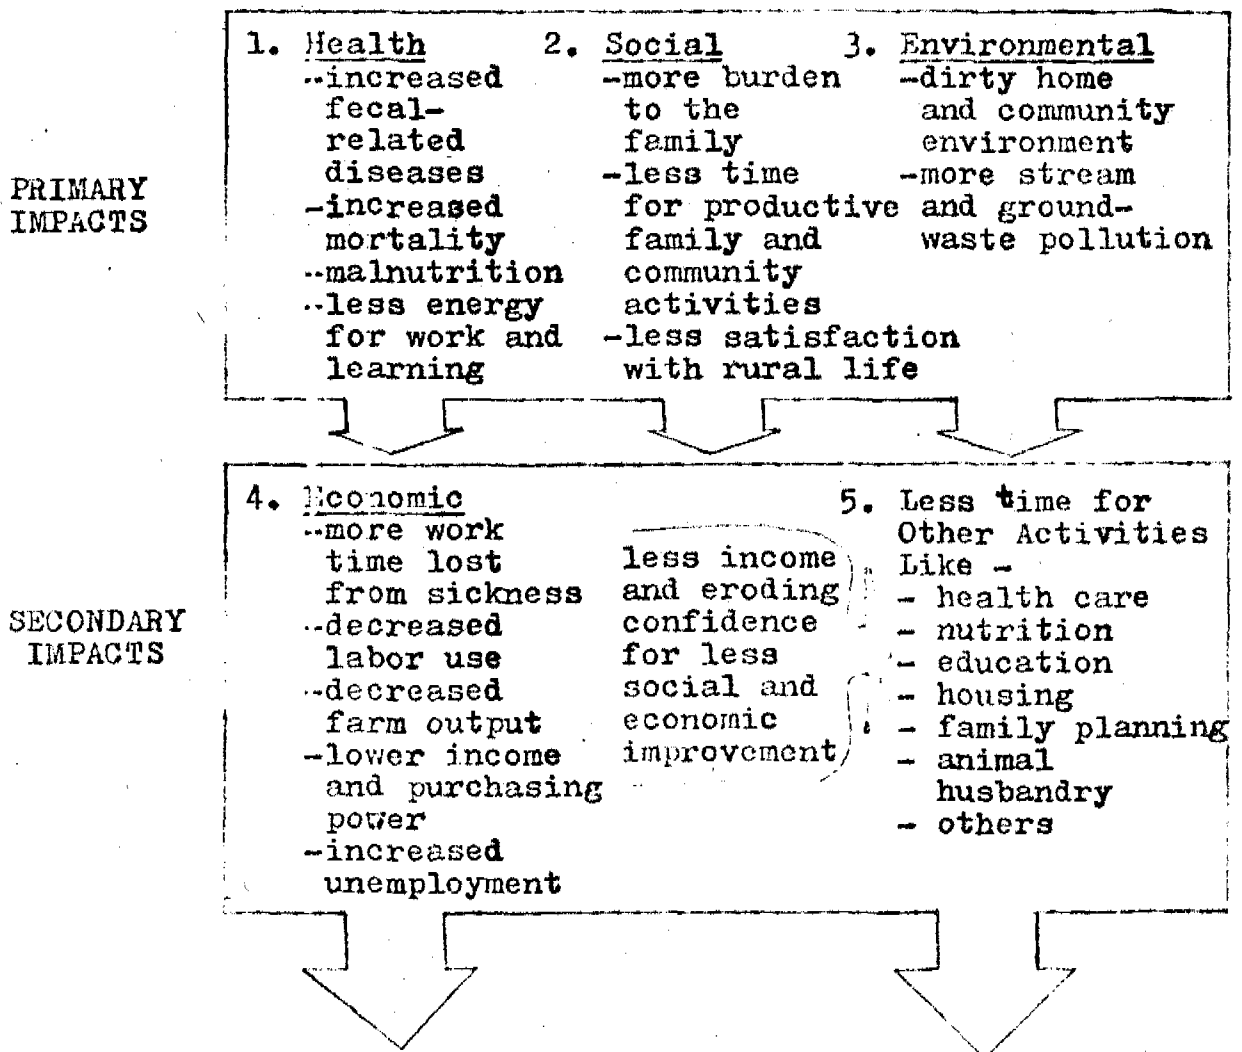 PRIMARY
IMPACTS
1. Health
-increased
fecal-
related
diseases
-increased
mortality
-malnutrition
-less energy
for work and
learning
2. Social
-more burden
to the
family
-less time
for productive
family and
community
activities
-less satisfaction
with rural life
3. Environmental
-dirty home
and community
environment
-more stream
and ground-
waste pollution
SECONDARY
IMPACTS
4. Economic
-more work
time lost
from sickness
-decreased
labor use
-decreased
farm output
-lower income
and purchasing
power
-increased
unemployment
less income
and eroding
confidence
for less
social and
economic
improvement
5. Less time for
Other Activities
Like -
- health care
- nutrition
- education
- housing
- family planning
- animal
husbandry
- others